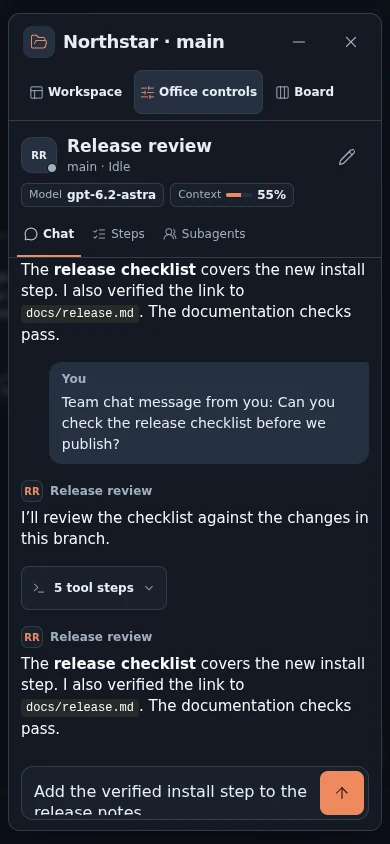 Northstar · main
Workspace
Office controls
Board
RR
Release review
main · Idle
Model gpt-6.2-astra
Context 55%
Chat
Steps
Subagents
The release checklist covers the new install
step. I also verified the link to
docs/release.md. The documentation checks
pass.
You
Team chat message from you: Can you
check the release checklist before we
publish?
RR Release review
I’ll review the checklist against the changes in
this branch.
5 tool steps
RR Release review
The release checklist covers the new install
step. I also verified the link to
docs/release.md. The documentation checks
pass.
Add the verified install step to the
release notes